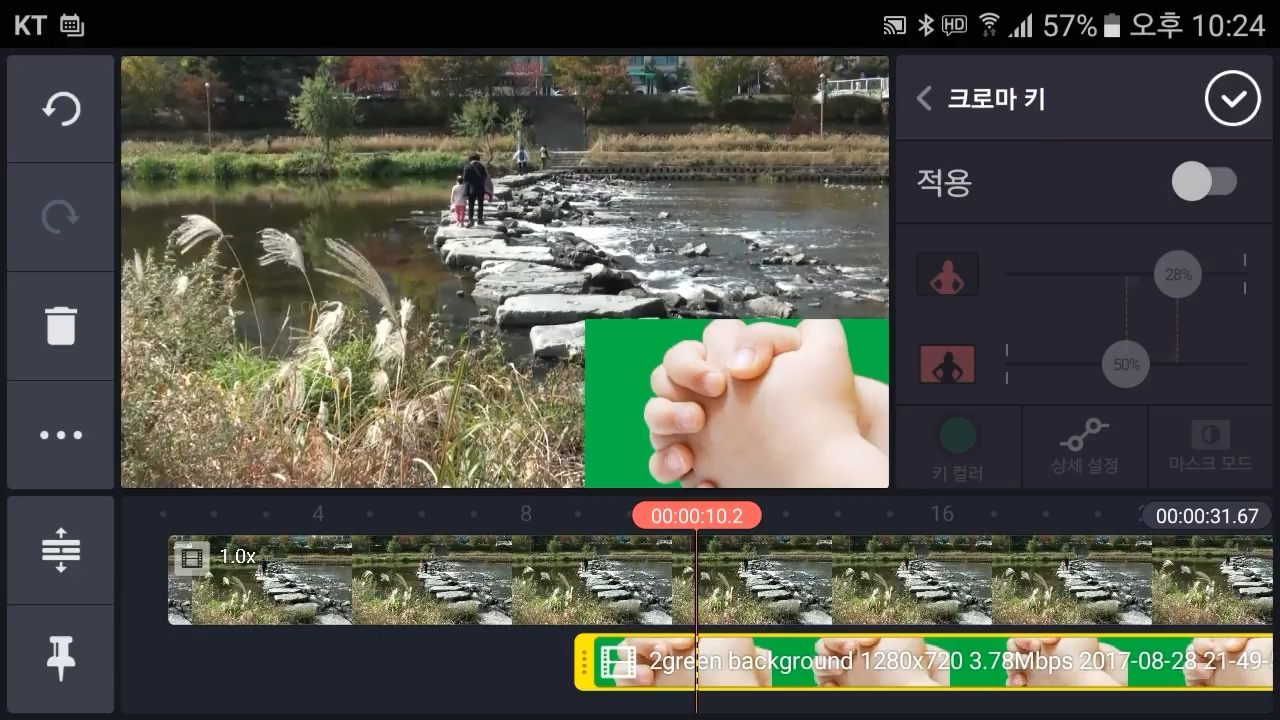 KT
HD 57% 오후 10:24
크로마 키
적용
28%
50%
키 컬러
상세 설정
마스크 모드
4
8
00:00:10.2
16
00:00:31.67
1.0x
2green background 1280x720 3.78Mbps 2017-08-28 21-49-